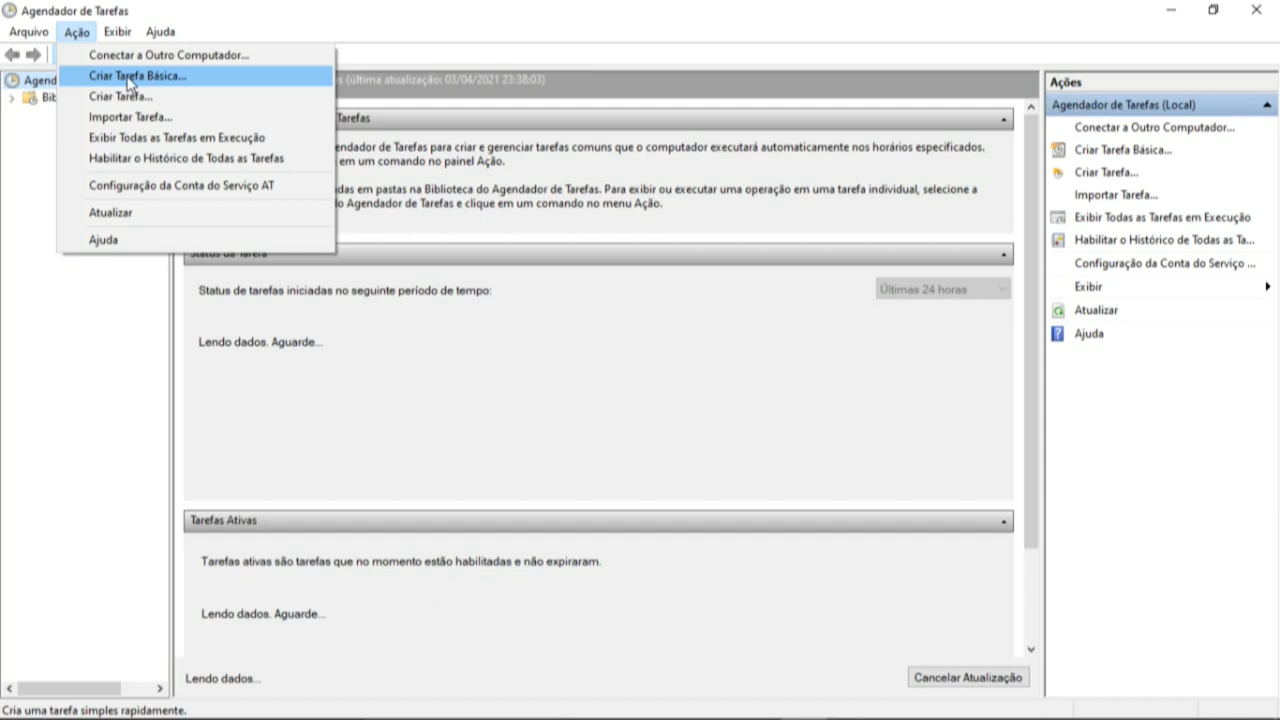 Agendador de Tarefas
Arquivo Ação Exibir Ajuda
Conectar a Outro Computador...
Criar Tarefa Básica...
Criar Tarefa...
Importar Tarefa...
Exibir Todas as Tarefas em Execução
Habilitar o Histórico de Todas as Tarefas
Configuração da Conta do Serviço AT
Atualizar
Ajuda
Agend
Bib
(última atualização: 03/04/2021 23:38:03)
Tarefas
endador de Tarefas para criar e gerenciar tarefas comuns que o computador executará automaticamente nos horários especificados.
em um comando no painel Ação.
das em pastas na Biblioteca do Agendador de Tarefas. Para exibir ou executar uma operação em uma tarefa individual, selecione a
o Agendador de Tarefas e clique em um comando no menu Ação.
Status da Tarefa
Status de tarefas iniciadas no seguinte período de tempo:
Últimas 24 horas
Lendo dados. Aguarde...
Tarefas Ativas
Tarefas ativas são tarefas que no momento estão habilitadas e não expiraram.
Lendo dados. Aguarde...
Lendo dados...
Cancelar Atualização
Ações
Agendador de Tarefas (Local)
Conectar a Outro Computador...
Criar Tarefa Básica...
Criar Tarefa...
Importar Tarefa...
Exibir Todas as Tarefas em Execução
Habilitar o Histórico de Todas as Ta...
Configuração da Conta do Serviço ...
Exibir
Atualizar
Ajuda
Cria uma tarefa simples rapidamente.